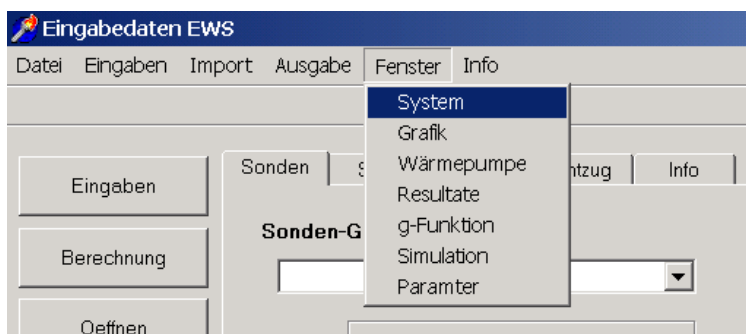 Eingabedaten EWS
Datei Eingaben Import Ausgabe Fenster Info
System
Grafik
Wärmepumpe
Resultate
g-Funktion
Simulation
Paramter
Sonden Info
Eingaben
Sonden-G
Berechnung
Oeffnen